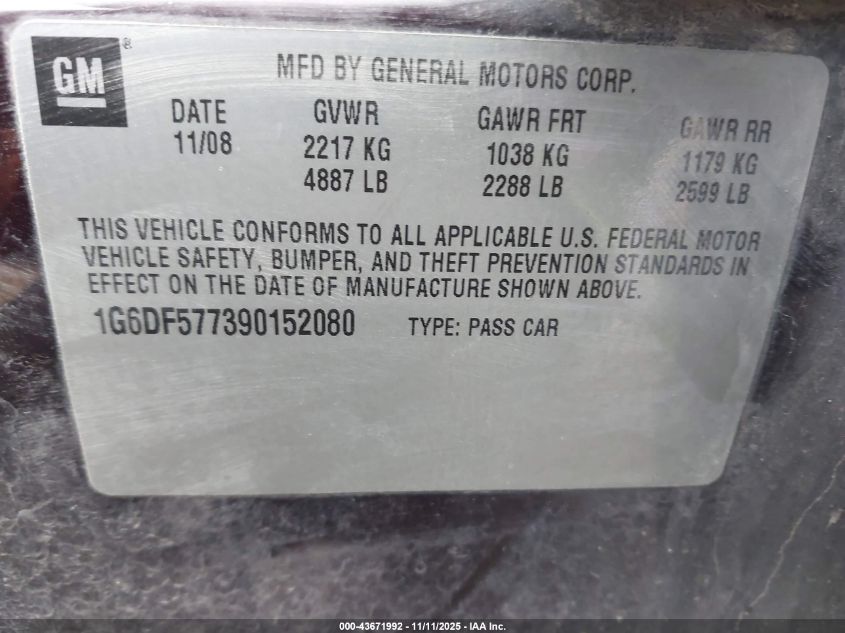 GM®
MFD BY GENERAL MOTORS CORP.
DATE GVWR GAWR FRT GAWR RR
11/08 2217 KG 1038 KG 1179 KG
4887 LB 2288 LB 2599 LB
THIS VEHICLE CONFORMS TO ALL APPLICABLE U.S. FEDERAL MOTOR
VEHICLE SAFETY, BUMPER, AND THEFT PREVENTION STANDARDS IN
EFFECT ON THE DATE OF MANUFACTURE SHOWN ABOVE.
1G6DF577390152080 TYPE: PASS CAR
000-43671992 - 11/11/2025 - IAA Inc.